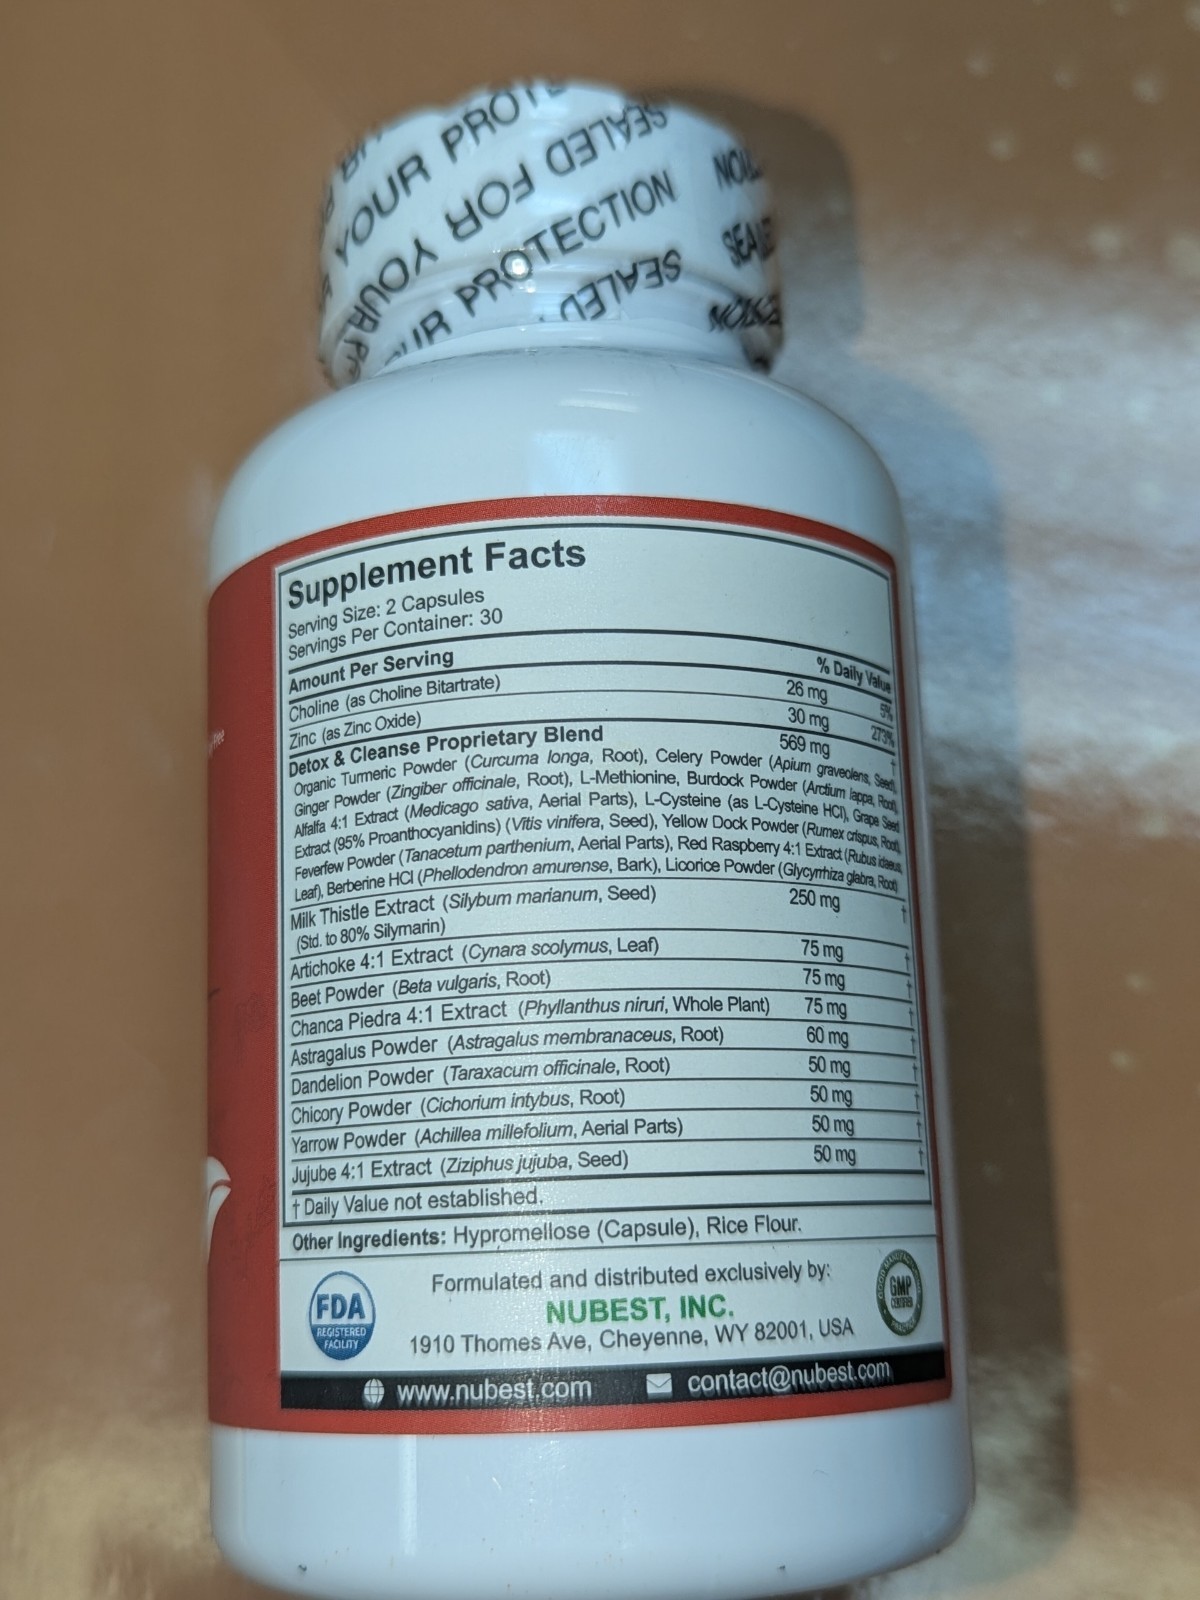 YOUR PROTE
SEALED FOR YOUR
UR PROTECTION
SEALED
Supplement Facts
Serving Size: 2 Capsules
Servings Per Container: 30
Amount Per Serving % Daily Value
Choline (as Choline Bitartrate) 26 mg 5%
Zinc (as Zinc Oxide) 30 mg 273%
Detox & Cleanse Proprietary Blend 569 mg †
Organic Turmeric Powder (Curcuma longa, Root), Celery Powder (Apium graveolens, Seed),
Ginger Powder (Zingiber officinale, Root), L-Methionine, Burdock Powder (Arctium lappa, Root),
Alfalfa 4:1 Extract (Medicago sativa, Aerial Parts), L-Cysteine (as L-Cysteine HCl), Grape Seed
Extract (95% Proanthocyanidins) (Vitis vinifera, Seed), Yellow Dock Powder (Rumex crispus, Root),
Feverfew Powder (Tanacetum parthenium, Aerial Parts), Red Raspberry 4:1 Extract (Rubus idaeus,
Leaf), Berberine HCl (Phellodendron amurense, Bark), Licorice Powder (Glycyrrhiza glabra, Root)
Milk Thistle Extract (Silybum marianum, Seed) 250 mg †
(Std. to 80% Silymarin)
Artichoke 4:1 Extract (Cynara scolymus, Leaf) 75 mg †
Beet Powder (Beta vulgaris, Root) 75 mg †
Chanca Piedra 4:1 Extract (Phyllanthus niruri, Whole Plant) 75 mg †
Astragalus Powder (Astragalus membranaceus, Root) 60 mg †
Dandelion Powder (Taraxacum officinale, Root) 50 mg †
Chicory Powder (Cichorium intybus, Root) 50 mg †
Yarrow Powder (Achillea millefolium, Aerial Parts) 50 mg †
Jujube 4:1 Extract (Ziziphus jujuba, Seed) 50 mg †
† Daily Value not established.
Other Ingredients: Hypromellose (Capsule), Rice Flour.
FDA
REGISTERED
FACILITY
Formulated and distributed exclusively by:
NUBEST, INC.
1910 Thomes Ave, Cheyenne, WY 82001, USA
GMP
CERTIFIED
www.nubest.com contact@nubest.com